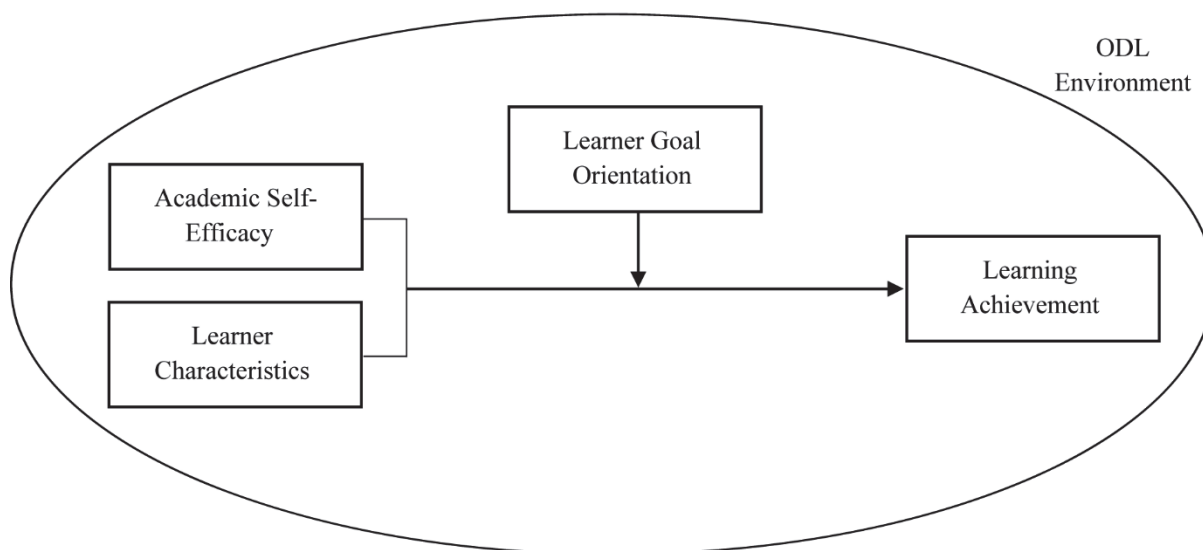 ODL
Environment
Learner Goal
Orientation
Academic Self-
Efficacy
Learning
Achievement
Learner
Characteristics